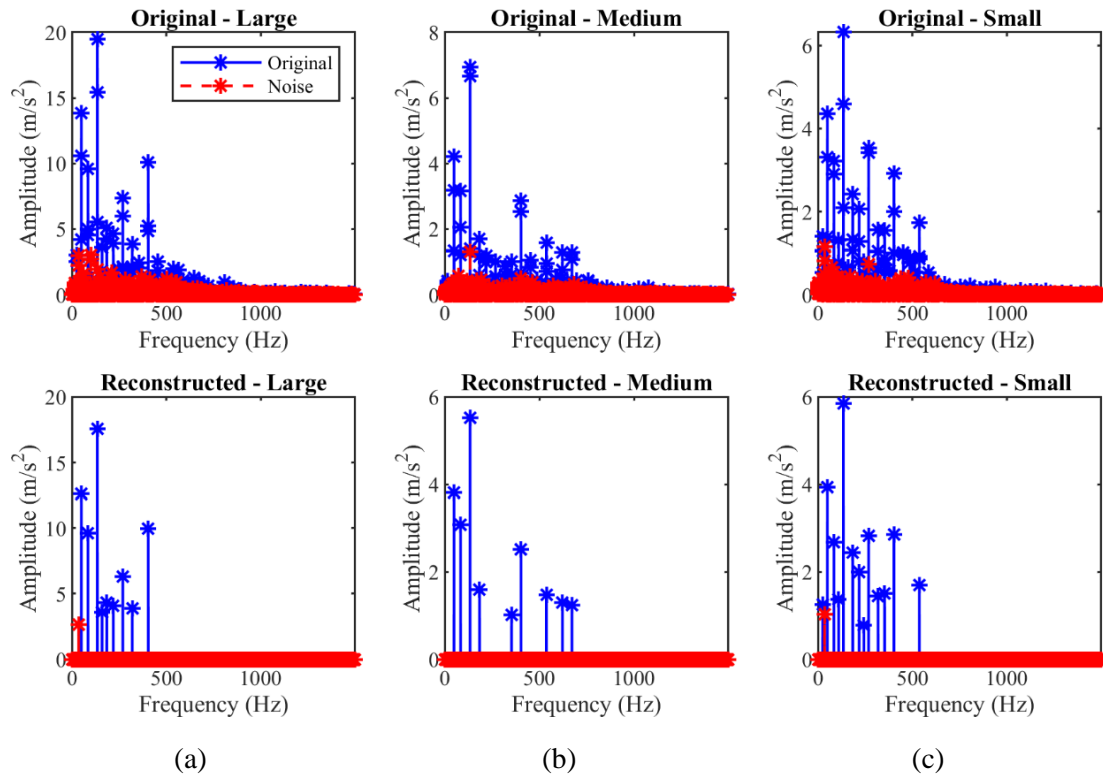 Original - Large
Original - Medium
Original - Small
20
15
10
5
0
Amplitude (m/s²)
Original
Noise
0
500
1000
Frequency (Hz)
8
6
4
2
0
Amplitude (m/s²)
0
500
1000
Frequency (Hz)
6
4
2
0
Amplitude (m/s²)
0
500
1000
Frequency (Hz)
Reconstructed - Large
Reconstructed - Medium
Reconstructed - Small
20
15
10
5
0
Amplitude (m/s²)
0
500
1000
Frequency (Hz)
6
4
2
0
Amplitude (m/s²)
0
500
1000
Frequency (Hz)
6
4
2
0
Amplitude (m/s²)
0
500
1000
Frequency (Hz)
(a)
(b)
(c)